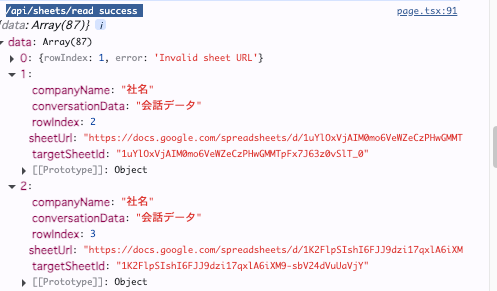 /api/sheets/read success page.tsx:91
{data: Array(87)} i
data: Array(87)
0: {rowIndex: 1, error: 'Invalid sheet URL'}
1:
companyName: "社名"
conversationData: "会話データ"
rowIndex: 2
sheetUrl: "https://docs.google.com/spreadsheets/d/1uYlOxVjAIM0mo6VeWZeCzPHwGMMT
targetSheetId: "1uYlOxVjAIM0mo6VeWZeCzPHwGMMTpFx7J63z0vSlT_0"
[[Prototype]]: Object
2:
companyName: "社名"
conversationData: "会話データ"
rowIndex: 3
sheetUrl: "https://docs.google.com/spreadsheets/d/1K2FlpSIshI6FJJ9dzi17qxlA6iXM
targetSheetId: "1K2FlpSIshI6FJJ9dzi17qxlA6iXM9-sbV24dVuUaVjY"
[[Prototype]]: Object